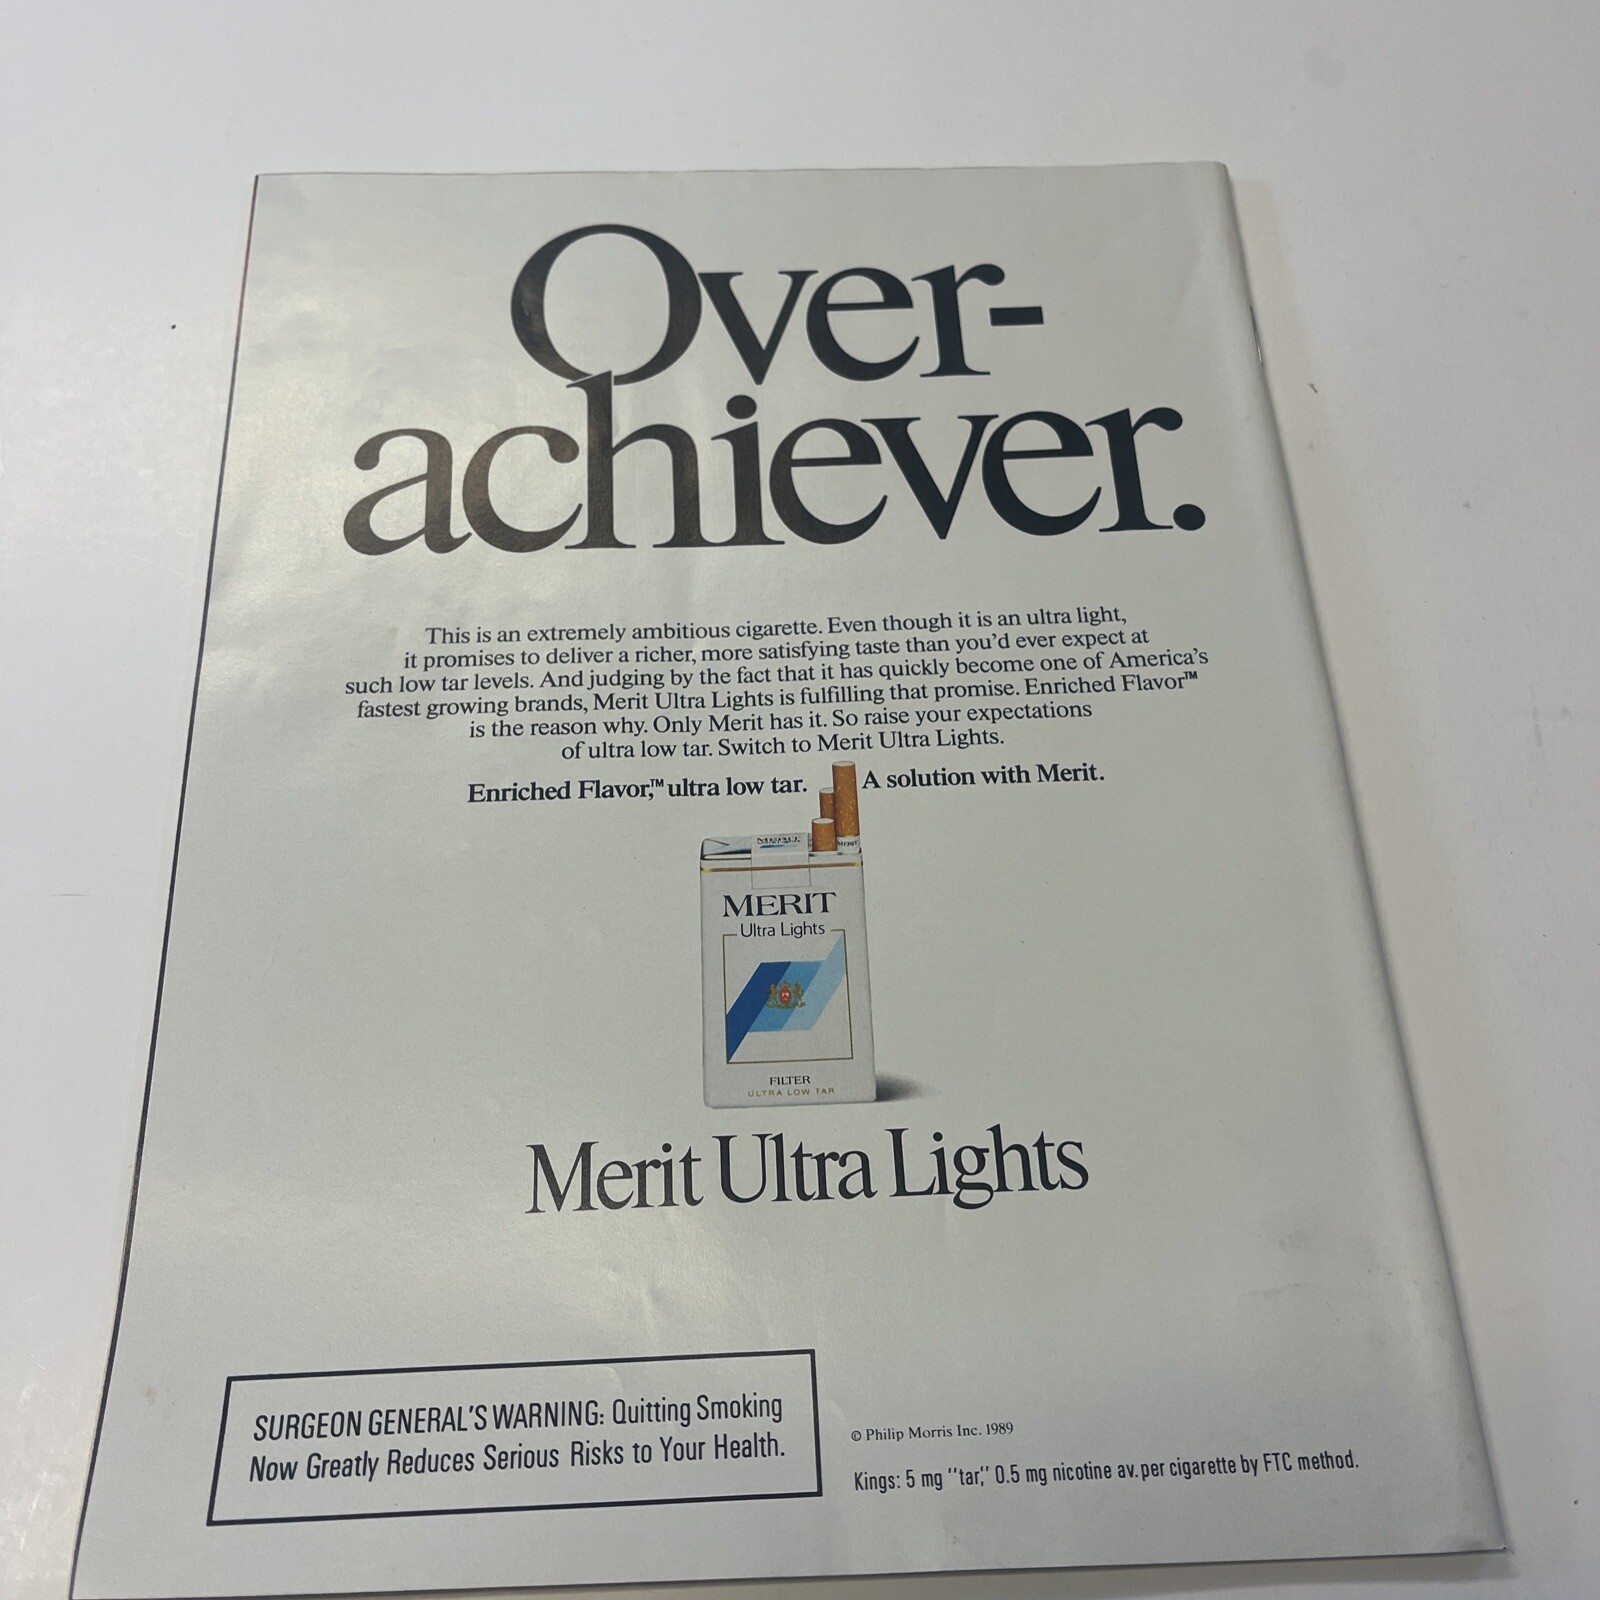 Over-
achiever.
This is an extremely ambitious cigarette. Even though it is an ultra light,
it promises to deliver a richer, more satisfying taste than you'd ever expect at
such low tar levels. And judging by the fact that it has quickly become one of America's
fastest growing brands, Merit Ultra Lights is fulfilling that promise. Enriched Flavor™
is the reason why. Only Merit has it. So raise your expectations
of ultra low tar. Switch to Merit Ultra Lights.
Enriched Flavor,™ ultra low tar. A solution with Merit.
MERIT
MERIT
Ultra Lights
FILTER
ULTRA LOW TAR
Merit Ultra Lights
SURGEON GENERAL'S WARNING: Quitting Smoking
Now Greatly Reduces Serious Risks to Your Health.
© Philip Morris Inc. 1989
Kings: 5 mg "tar," 0.5 mg nicotine av. per cigarette by FTC method.